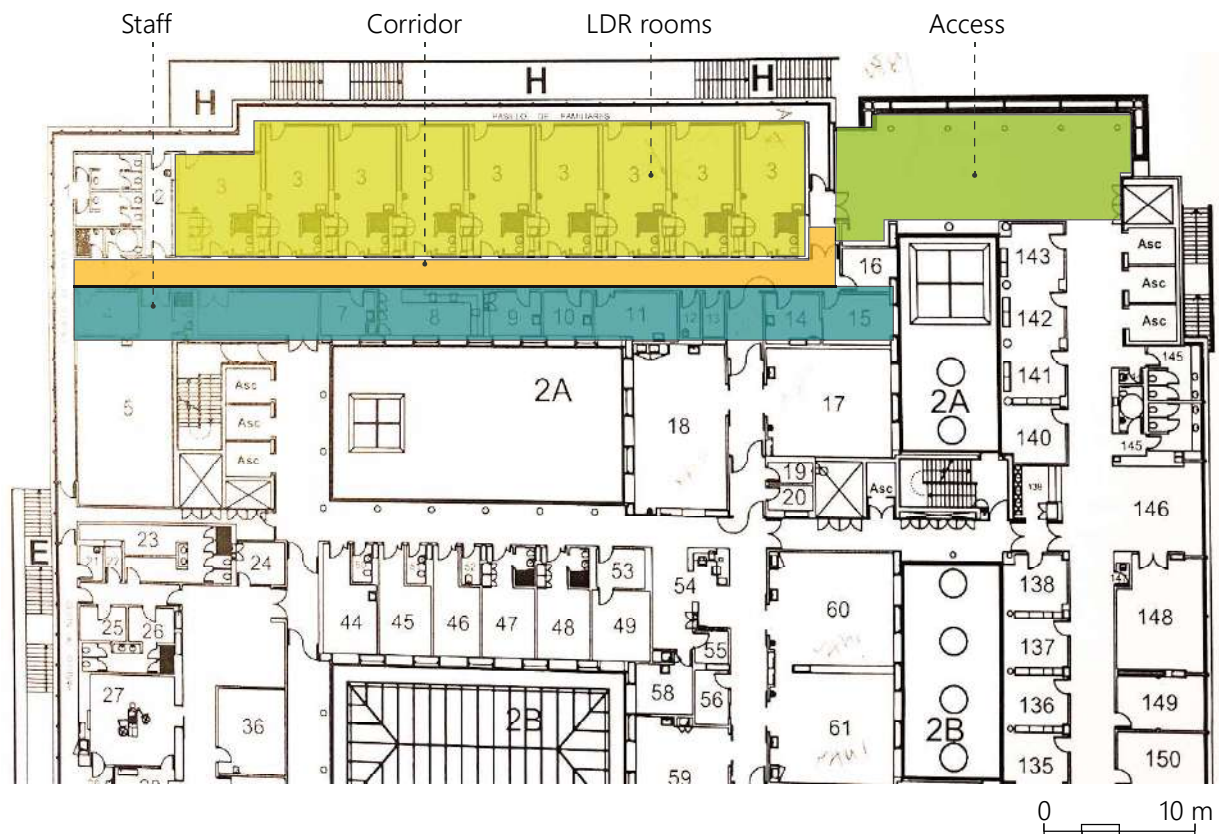 Staff Corridor LDR rooms Access
H H H
PASILLO DE FAMILIARES A
2 3 3 3 3 3 3 3 3 3
16 143
Asc
Asc
Asc
142
7 8 9 10 11 12 13 14 15
141 145
5 Asc 2A 18 17 2A 140
Asc
Asc
145
19
20 Asc 139 146
E 23 24
44 45 46 47 48 53 54 60 138
25 26 49 55 148
137
27 36 2B 58 56 61 2B 136 149
59 135 150
0 10 m